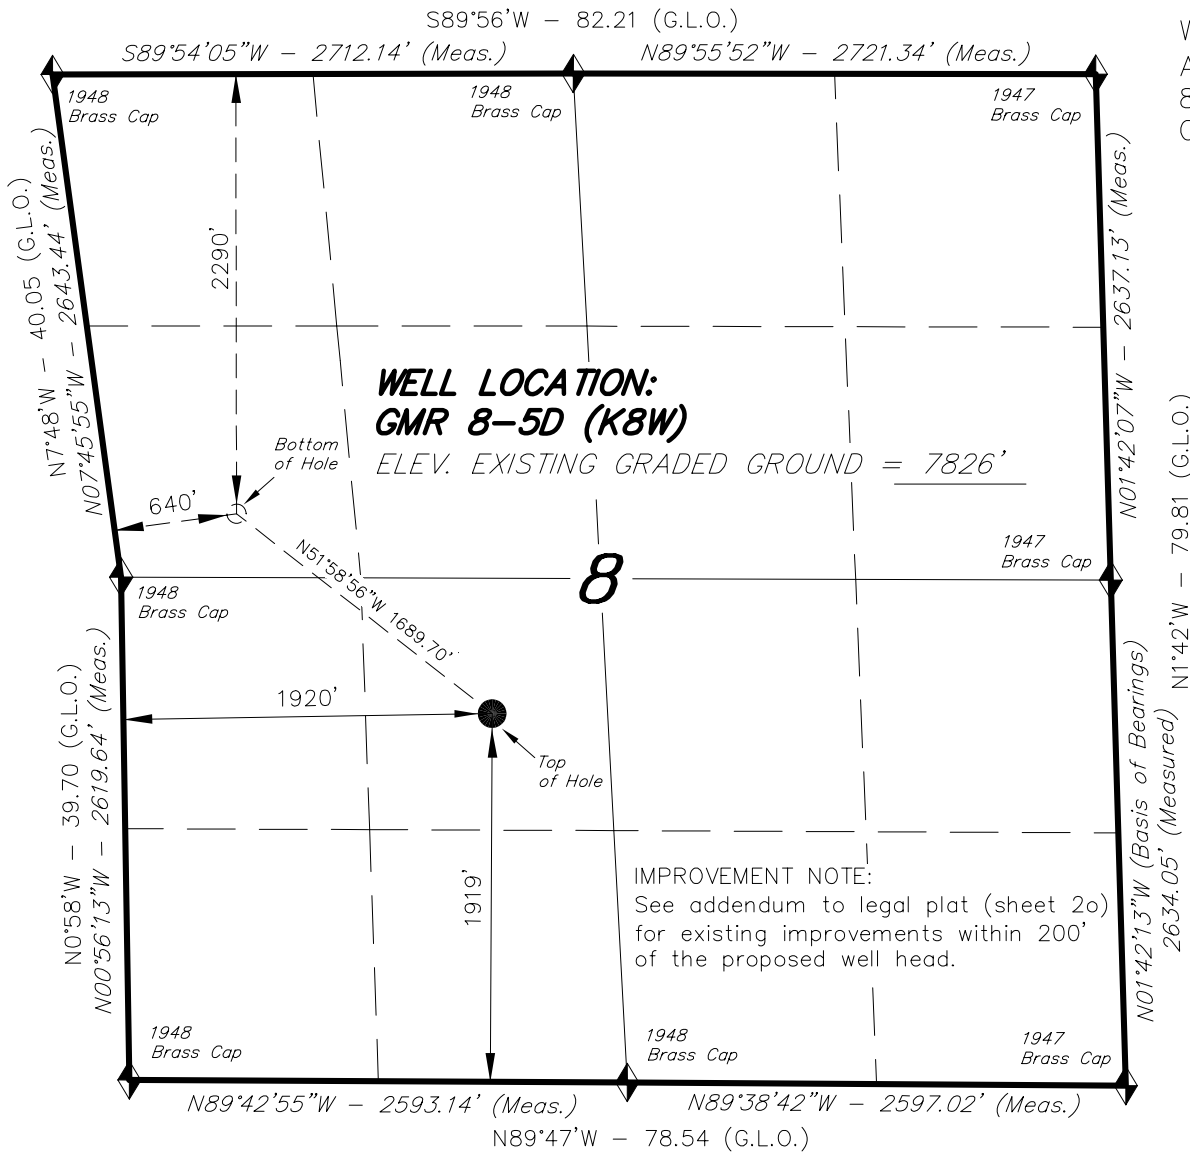 S89°56'W – 82.21 (G.L.O.)
S89°54'05"W – 2712.14' (Meas.)
N89°55'52"W – 2721.34' (Meas.)
W
A
8
1948
Brass Cap
1948
Brass Cap
1947
Brass Cap
N7°48'W – 40.05 (G.L.O.)
N07°45'55"W – 2643.44' (Meas.)
2290'
N01°42'07"W – 2637.13' (Meas.)
WELL LOCATION:
GMR 8–5D (K8W)
ELEV. EXISTING GRADED GROUND = 7826'
Bottom
of Hole
640'
N51°58'56"W 1689.70'
8
1947
Brass Cap
1948
Brass Cap
N1°42'W – 79.81 (G.L.O.)
N0°58'W – 39.70 (G.L.O.)
N00°56'13"W – 2619.64' (Meas.)
1920'
Top
of Hole
1919'
N01°42'13"W (Basis of Bearings)
2634.05' (Measured)
IMPROVEMENT NOTE:
See addendum to legal plat (sheet 2o)
for existing improvements within 200'
of the proposed well head.
1948
Brass Cap
1948
Brass Cap
1947
Brass Cap
N89°42'55"W – 2593.14' (Meas.)
N89°38'42"W – 2597.02' (Meas.)
N89°47'W – 78.54 (G.L.O.)